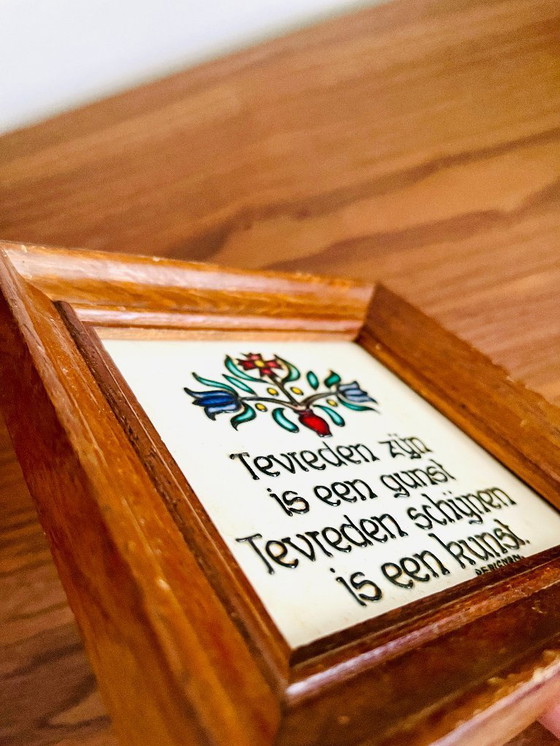 Tevreden zijn
is een gunst
Tevreden schijnen
is een kunst.